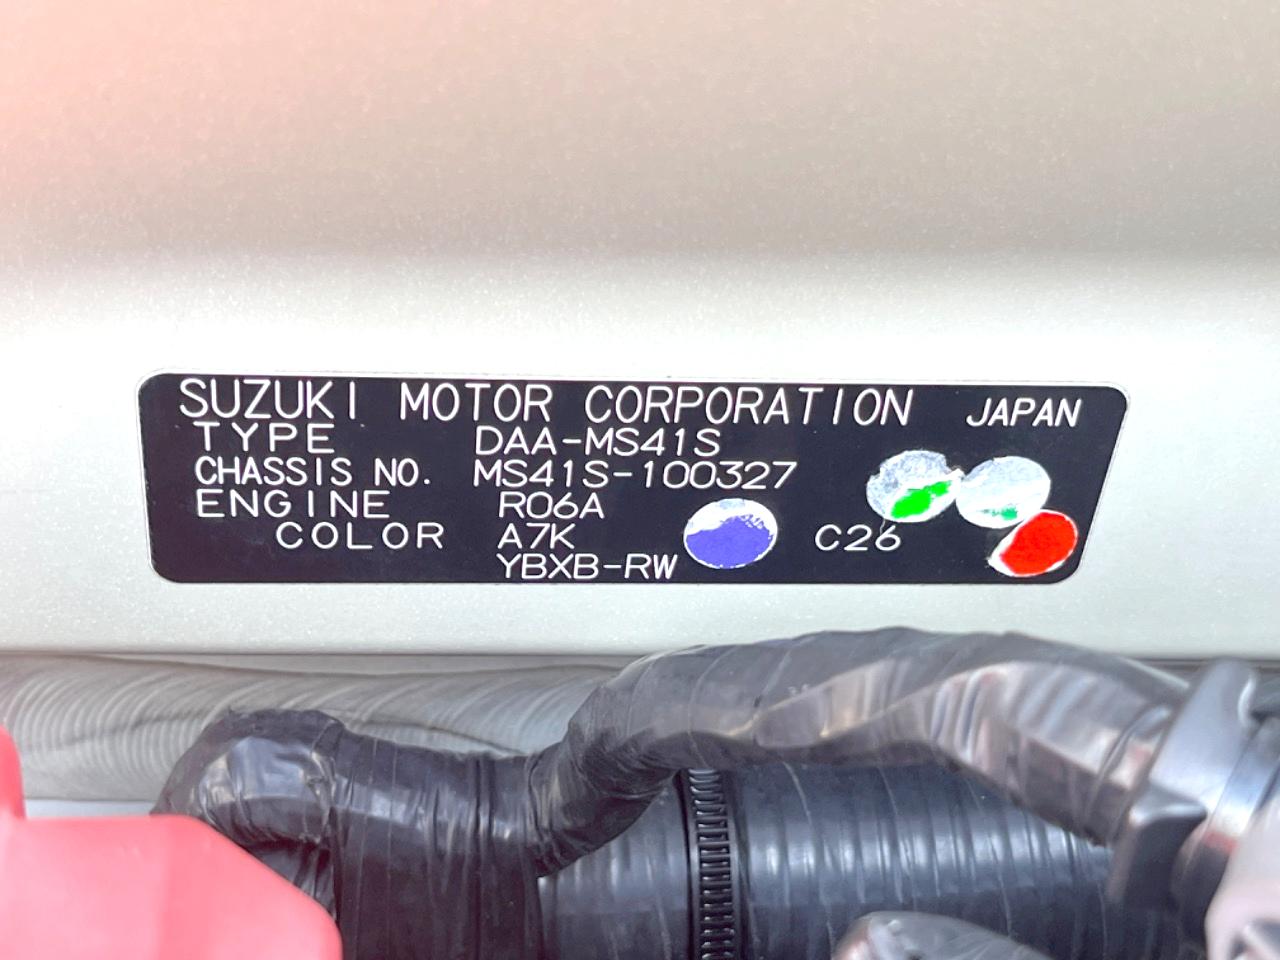 SUZUKI MOTOR CORPORATION JAPAN
TYPE DAA-MS41S
CHASSIS NO. MS41S-100327
ENGINE R06A
COLOR A7K C26
YBXB-RW